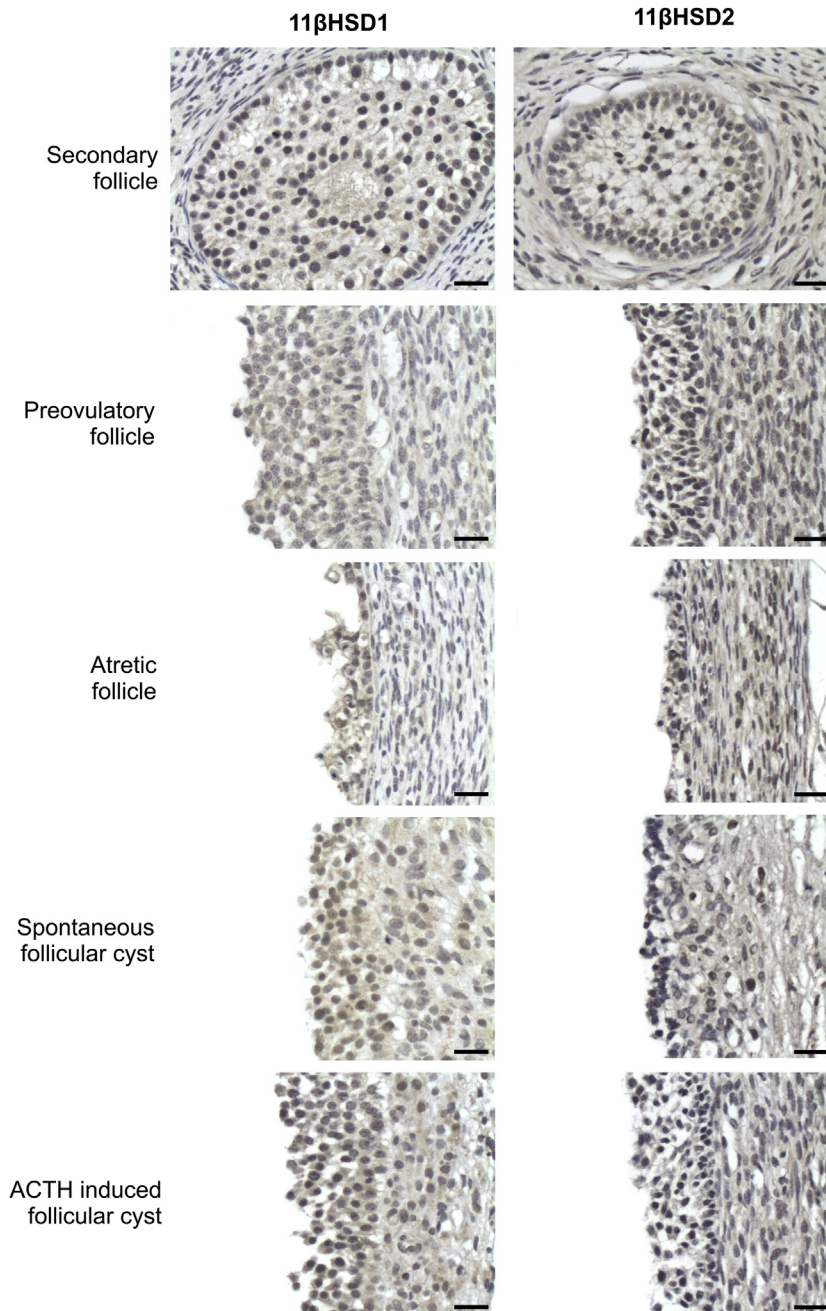 11βHSD1
11βHSD2
Secondary
follicle
Preovulatory
follicle
Atretic
follicle
Spontaneous
follicular cyst
ACTH induced
follicular cyst